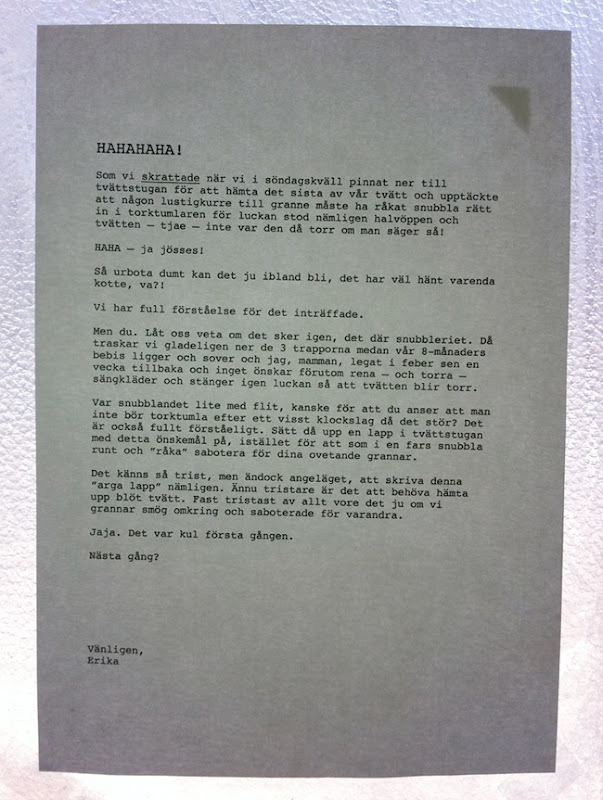 HAHAHAHA!
Som vi skrattade när vi i söndagskväll pinnat ner till
tvättstugan för att hämta det sista av vår tvätt och upptäckte
att någon lustigkurre till granne måste ha råkat snubbla rätt
in i torktumlaren för luckan stod nämligen halvöppen och
tvätten – tjae – inte var den då torr om man säger så!
HAHA – ja jösses!
Så urbota dumt kan det ju ibland bli, det har väl hänt varenda
kotte, va?!
Vi har full förståelse för det inträffade.
Men du. Låt oss veta om det sker igen, det där snubbleriet. Då
traskar vi gladeligen ner de 3 trapporna medan vår 8-månaders
bebis ligger och sover och jag, mamman, legat i feber sen en
vecka tillbaka och inget önskar förutom rena – och torra –
sängkläder och stänger igen luckan så att tvätten blir torr.
Var snubblandet lite med flit, kanske för att du anser att man
inte bör torktumla efter ett visst klockslag då det stör? Det
är också fullt förståeligt. Sätt då upp en lapp i tvättstugan
med detta önskemål på, istället för att som i en fars snubbla
runt och ”råka” sabotera för dina ovetande grannar.
Det känns så trist, men ändock angeläget, att skriva denna
”arga lapp” nämligen. Ännu tristare är det att behöva hämta
upp blöt tvätt. Fast tristast av allt vore det ju om vi
grannar smög omkring och saboterade för varandra.
Jaja. Det var kul första gången.
Nästa gång?
Vänligen,
Erika